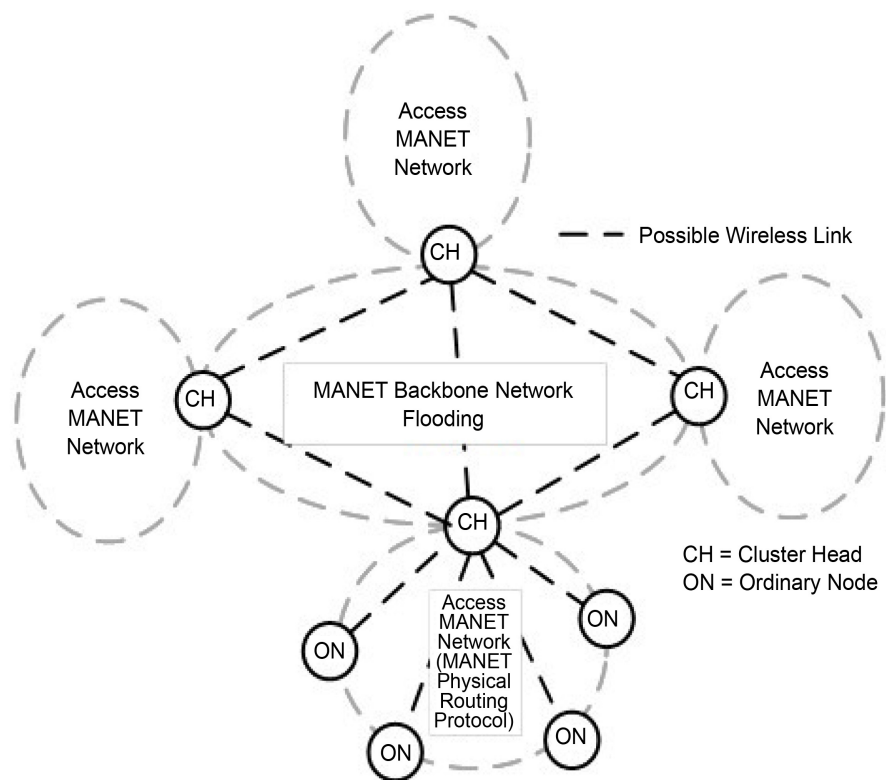 Access
MANET
Network
CH
Possible Wireless Link
Access
MANET
Network
CH
MANET Backbone Network
Flooding
CH
Access
MANET
Network
CH
CH = Cluster Head
ON = Ordinary Node
Access
MANET
Network
(MANET
Physical
Routing
Protocol)
ON
ON
ON
ON